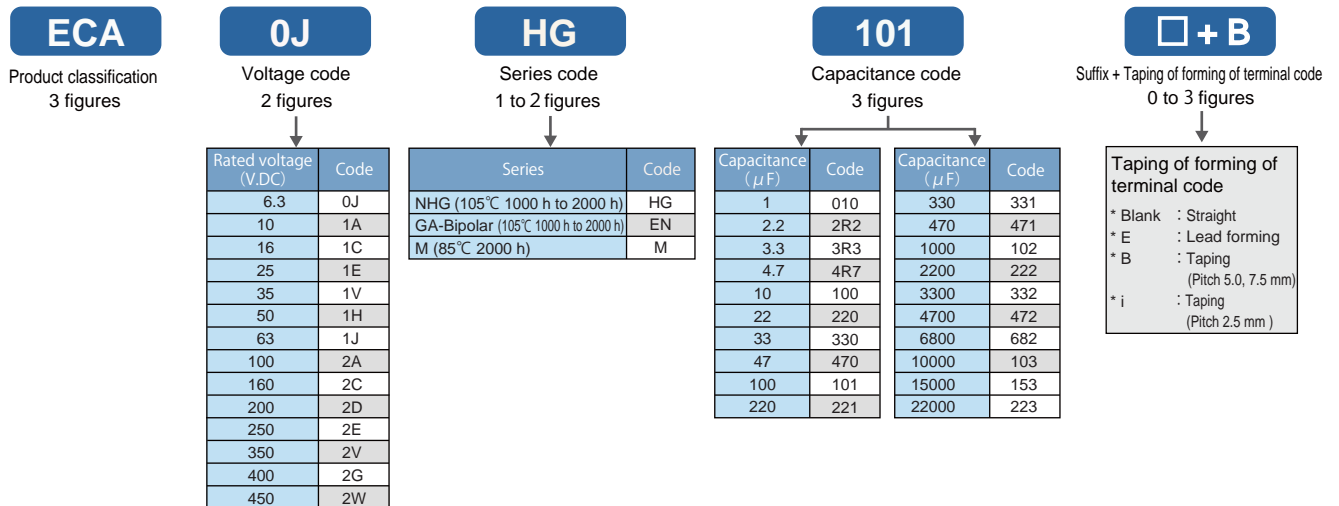 ECA 0J HG 101 □ + B
Product classification
3 figures
Voltage code
2 figures
Series code
1 to 2 figures
Capacitance code
3 figures
Suffix + Taping of forming of terminal code
0 to 3 figures
Rated voltage
(V.DC) Code
6.3 0J
10 1A
16 1C
25 1E
35 1V
50 1H
63 1J
100 2A
160 2C
200 2D
250 2E
350 2V
400 2G
450 2W
Series Code
NHG (105℃ 1000 h to 2000 h) HG
GA-Bipolar (105℃ 1000 h to 2000 h) EN
M (85℃ 2000 h) M
Capacitance
(μF) Code
1 010
2.2 2R2
3.3 3R3
4.7 4R7
10 100
22 220
33 330
47 470
100 101
220 221
Capacitance
(μF) Code
330 331
470 471
1000 102
2200 222
3300 332
4700 472
6800 682
10000 103
15000 153
22000 223
Taping of forming of
terminal code
* Blank : Straight
* E : Lead forming
* B : Taping
(Pitch 5.0, 7.5 mm)
* i : Taping
(Pitch 2.5 mm )